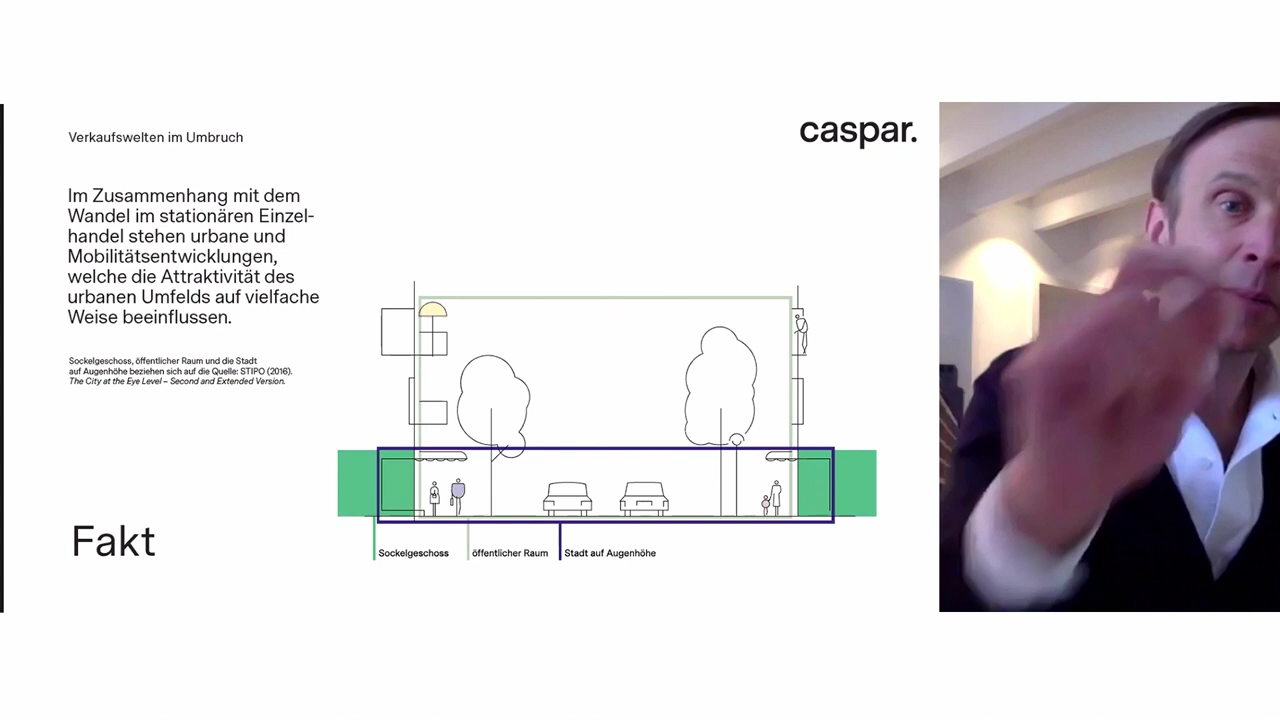 Verkaufswelten im Umbruch
caspar.
Im Zusammenhang mit dem
Wandel im stationären Einzel-
handel stehen urbane und
Mobilitätsentwicklungen,
welche die Attraktivität des
urbanen Umfelds auf vielfache
Weise beeinflussen.
Sockelgeschoss, öffentlicher Raum und die Stadt
auf Augenhöhe beziehen sich auf die Quelle: STIPO (2016).
The City at the Eye Level – Second and Extended Version.
Fakt
Sockelgeschoss
öffentlicher Raum
Stadt auf Augenhöhe